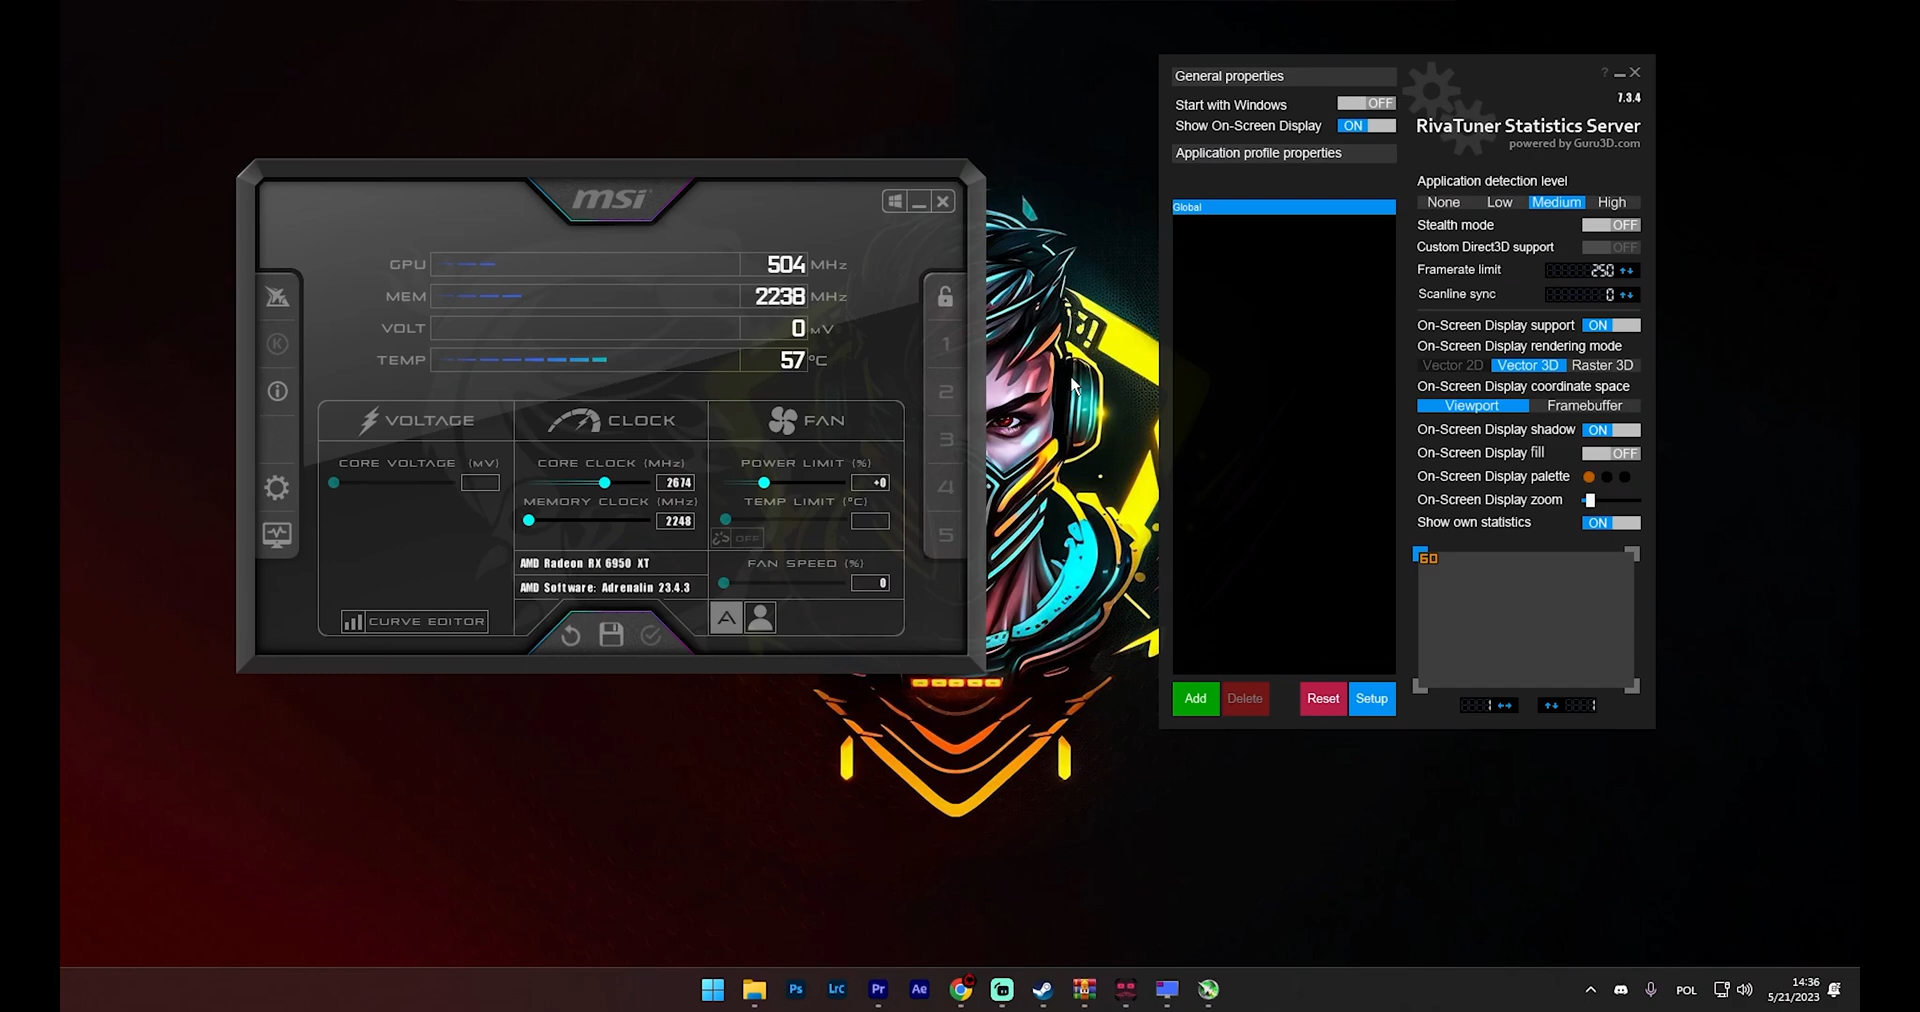 msi
GPU 504 MHz
MEM 2238 MHz
VOLT 0 mV
TEMP 57 °C
K
1
2
3
4
5
VOLTAGE CLOCK FAN
CORE VOLTAGE (MV) CORE CLOCK (MHz) POWER LIMIT (%)
2674 +0
MEMORY CLOCK (MHz) TEMP LIMIT (°C)
2248
OFF
AMD Radeon RX 6950 XT FAN SPEED (%)
AMD Software: Adrenalin 23.4.3 0
CURVE EDITOR A
General properties ?
Start with Windows OFF 7.3.4
Show On-Screen Display ON RivaTuner Statistics Server
powered by Guru3D.com
Application profile properties
Global
Application detection level
None Low Medium High
Stealth mode OFF
Custom Direct3D support OFF
Framerate limit 250
Scanline sync 0
On-Screen Display support ON
On-Screen Display rendering mode
Vector 2D Vector 3D Raster 3D
On-Screen Display coordinate space
Viewport Framebuffer
On-Screen Display shadow ON
On-Screen Display fill OFF
On-Screen Display palette
On-Screen Display zoom
Show own statistics ON
60
Add Delete Reset Setup 1 1
Ps LrC Pr Ae POL 14:36
5/21/2023